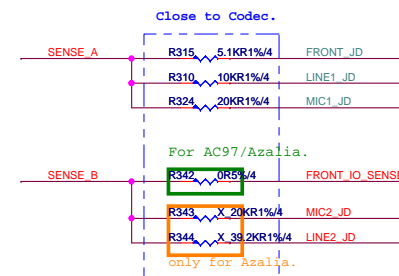 Close to Codec.
SENSE_A R315 5.1KR1%/4 FRONT_JD
R310 10KR1%/4 LINE1_JD
R324 20KR1%/4 MIC1_JD
For AC97/Azalia.
SENSE_B R342 0R5%/4 FRONT_IO_SENSE
R343 X_20KR1%/4 MIC2_JD
R344 X_39.2KR1%/4 LINE2_JD
only for Azalia.